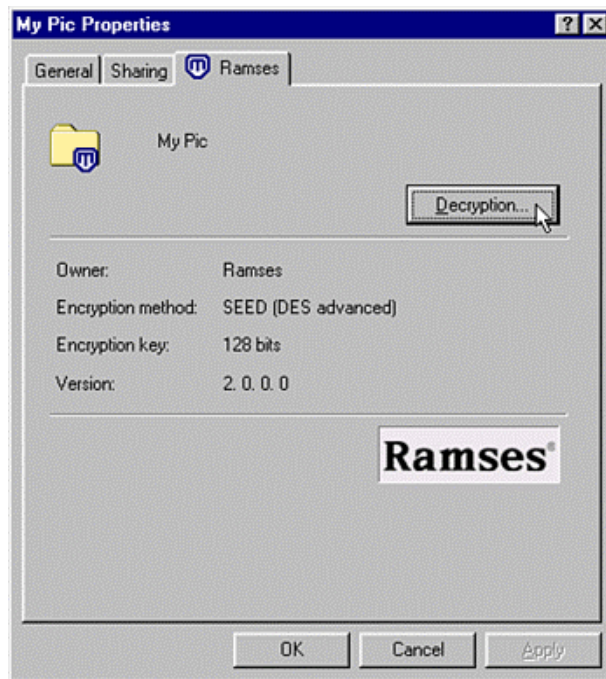 My Pic Properties
General Sharing Ramses
My Pic
Decryption...
Owner: Ramses
Encryption method: SEED (DES advanced)
Encryption key: 128 bits
Version: 2. 0. 0. 0
Ramses®
OK Cancel Apply